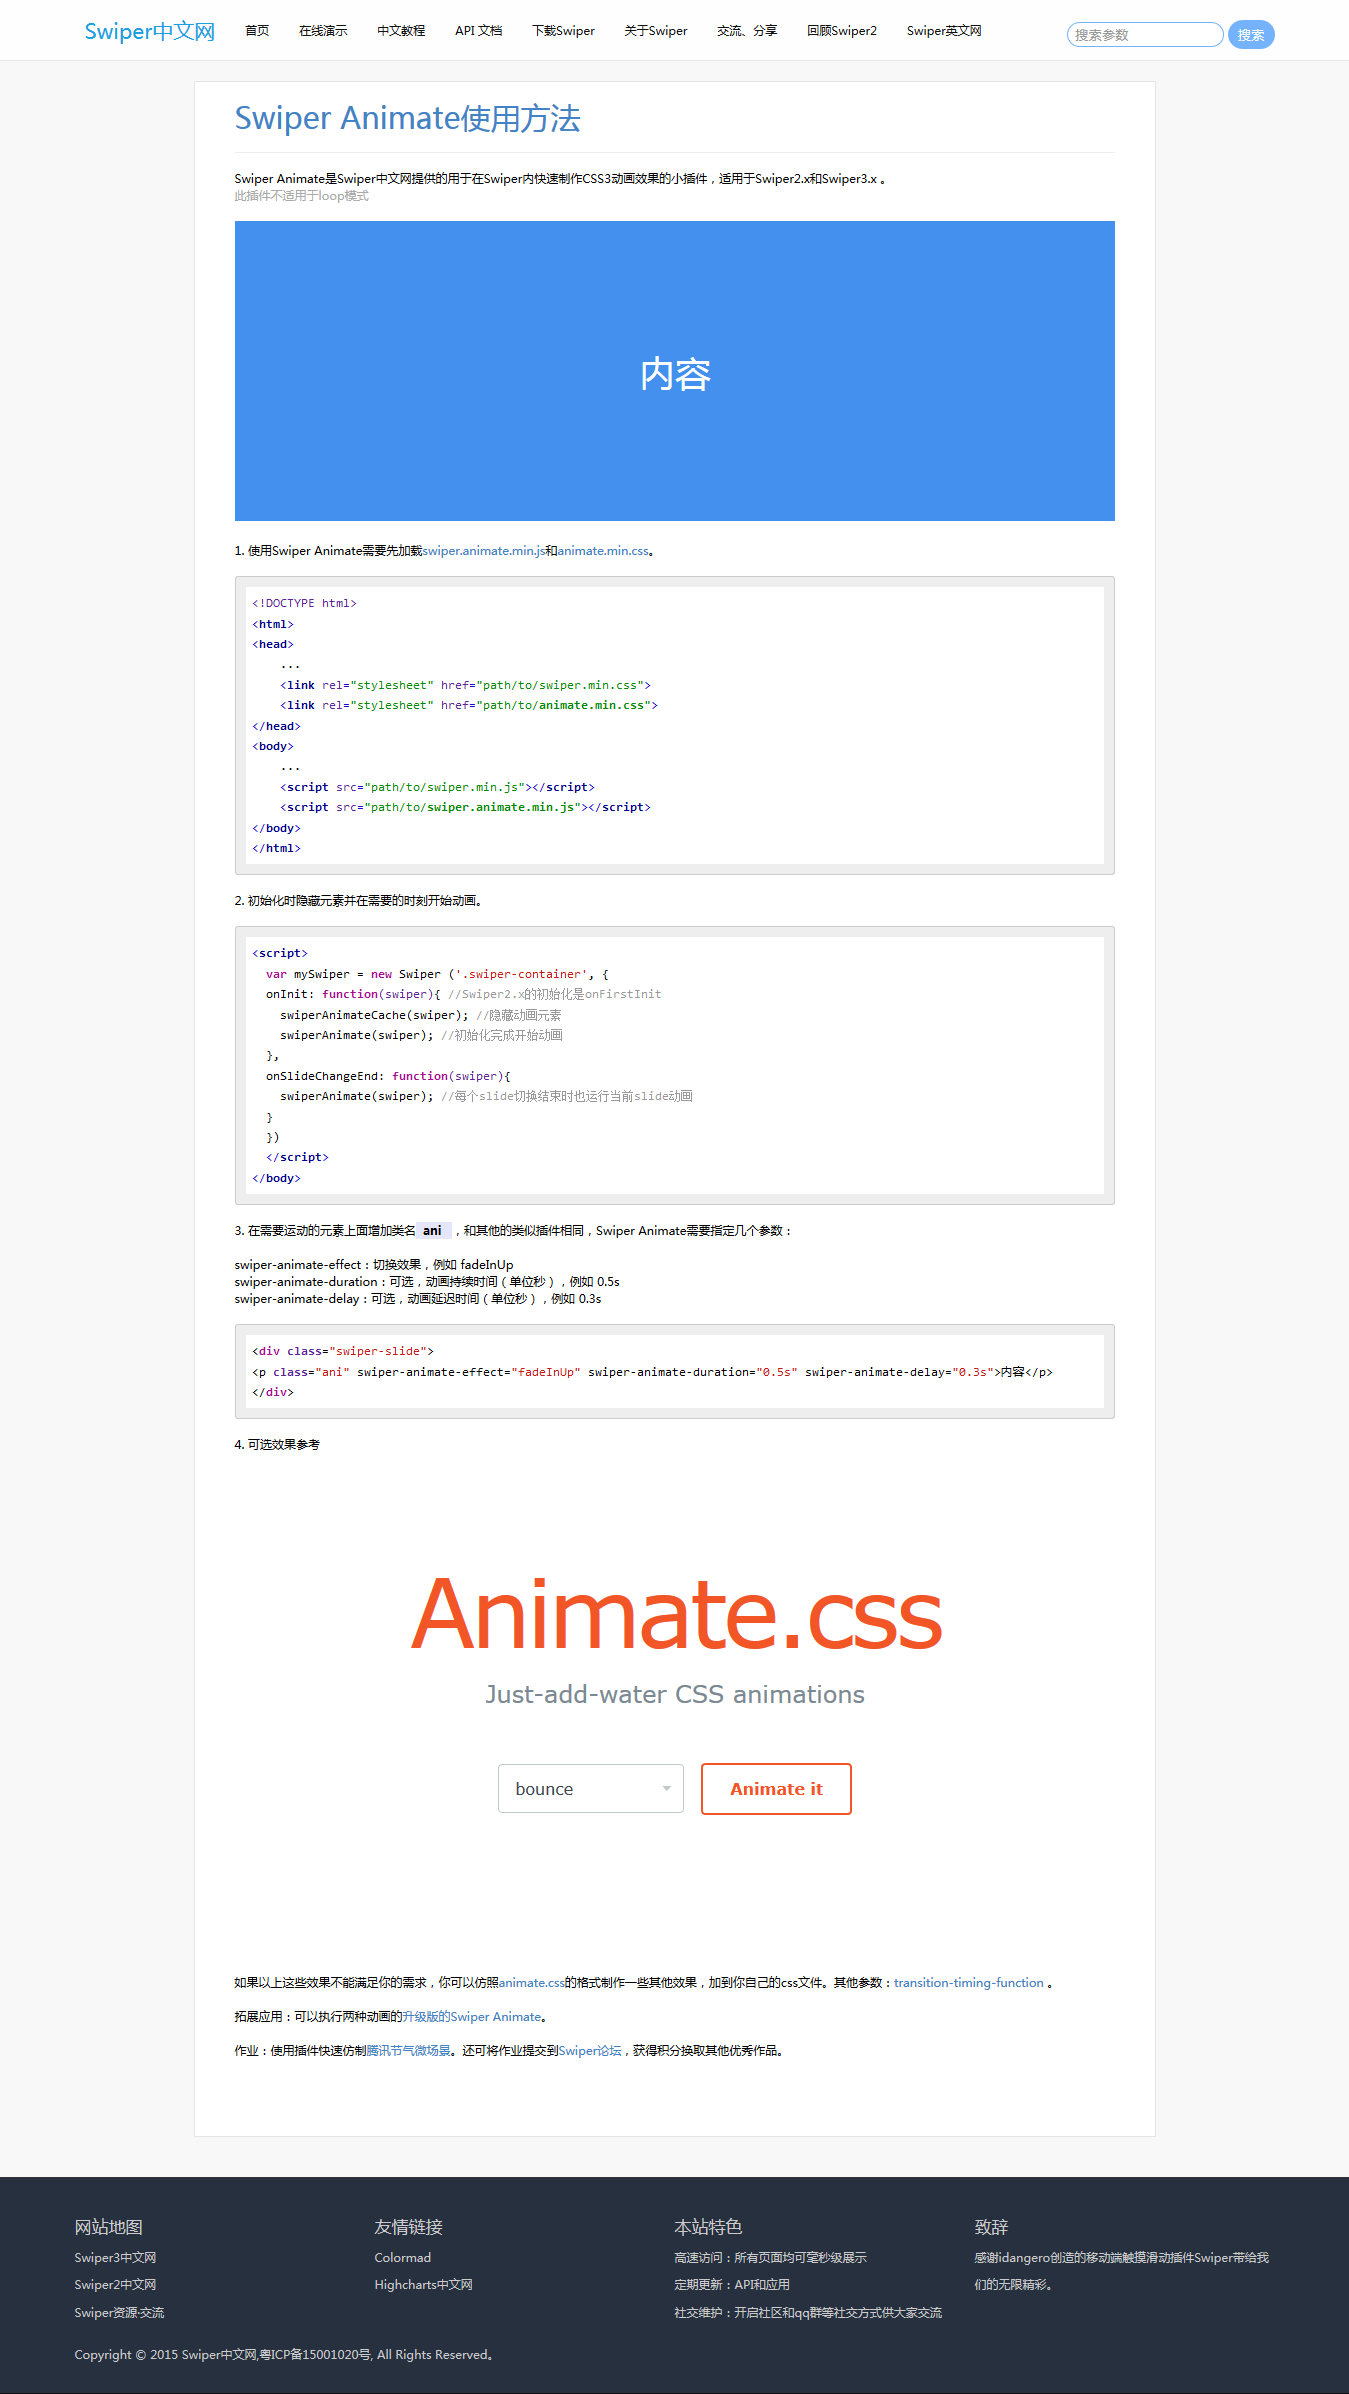 Swiper中文网 首页 在线演示 中文教程 API 文档 下载Swiper 关于Swiper 交流、分享 回顾Swiper2 Swiper英文网 搜索参数 搜索
Swiper Animate使用方法
Swiper Animate是Swiper中文网提供的用于在Swiper内快速制作CSS3动画效果的小插件，适用于Swiper2.x和Swiper3.x 。
此插件不适用于loop模式
内容
1. 使用Swiper Animate需要先加载swiper.animate.min.js和animate.min.css。
<!DOCTYPE html>
<html>
<head>
...
<link rel="stylesheet" href="path/to/swiper.min.css">
<link rel="stylesheet" href="path/to/animate.min.css">
</head>
<body>
...
<script src="path/to/swiper.min.js"></script>
<script src="path/to/swiper.animate.min.js"></script>
</body>
</html>
2. 初始化时隐藏元素并在需要的时刻开始动画。
<script>
var mySwiper = new Swiper ('.swiper-container', {
onInit: function(swiper){ //Swiper2.x的初始化是onFirstInit
swiperAnimateCache(swiper); //隐藏动画元素
swiperAnimate(swiper); //初始化完成开始动画
},
onSlideChangeEnd: function(swiper){
swiperAnimate(swiper); //每个slide切换结束时也运行当前slide动画
}
})
</script>
</body>
3. 在需要运动的元素上面增加类名 ani ，和其他的类似插件相同，Swiper Animate需要指定几个参数：
swiper-animate-effect：切换效果，例如 fadeInUp
swiper-animate-duration：可选，动画持续时间（单位秒），例如 0.5s
swiper-animate-delay：可选，动画延迟时间（单位秒），例如 0.3s
<div class="swiper-slide">
<p class="ani" swiper-animate-effect="fadeInUp" swiper-animate-duration="0.5s" swiper-animate-delay="0.3s">内容</p>
</div>
4. 可选效果参考
Animate.css
Just-add-water CSS animations
bounce Animate it
如果以上这些效果不能满足你的需求，你可以仿照animate.css的格式制作一些其他效果，加到你自己的css文件。其他参数：transition-timing-function 。
拓展应用：可以执行两种动画的升级版的Swiper Animate。
作业：使用插件快速仿制腾讯节气微场景。还可将作业提交到Swiper论坛，获得积分换取其他优秀作品。
网站地图
Swiper3中文网
Swiper2中文网
Swiper资源·交流
友情链接
Colormad
Highcharts中文网
本站特色
高速访问：所有页面均可毫秒级展示
定期更新：API和应用
社交维护：开启社区和qq群等社交方式供大家交流
致辞
感谢idangero创造的移动端触摸滑动插件Swiper带给我
们的无限精彩。
Copyright © 2015 Swiper中文网,粤ICP备15001020号, All Rights Reserved。